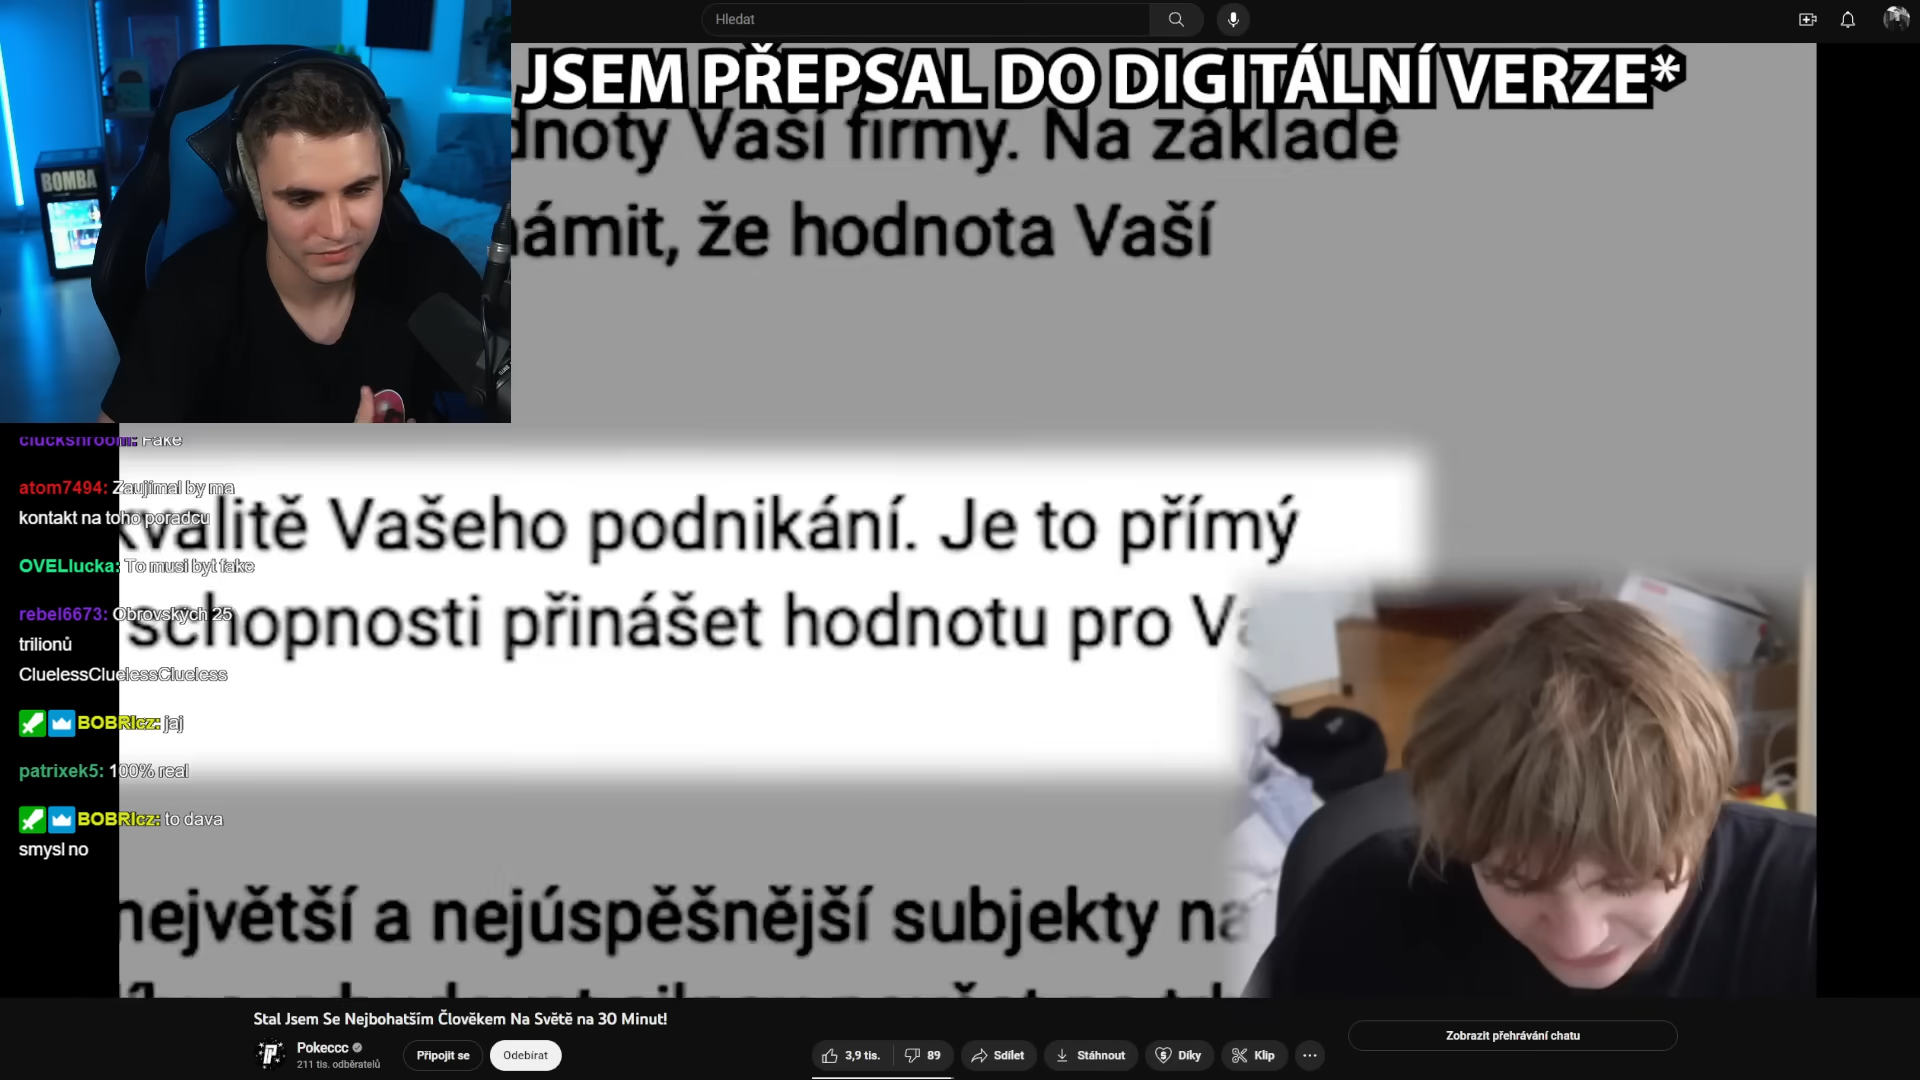 Hledat
JSEM PŘEPSAL DO DIGITÁLNÍ VERZE*
dnoty Vaší firmy. Na základě
námit, že hodnota Vaší
BOMBA
cluckshroom: Fake
atom7494: Zaujímal by ma
kontakt na toho poradcu
OVELlucka: To musi byt fake
rebel6673: Obrovských 25
trilionů
CluelessCluelessClueless
BOBRIcz: jaj
patrixek5: 100% real
BOBRIcz: to dava
smysl no
kvalitě Vašeho podnikání. Je to přímý
schopnosti přinášet hodnotu pro
největší a nejúspěšnější subjekty na
Stal Jsem Se Nejbohatším Člověkem Na Světě na 30 Minut!
Pokeccc
211 tis. odběratelů
Připojit se
Odebírat
3,9 tis.
89
Sdílet
Stáhnout
Díky
Klip
Zobrazit přehrávání chatu